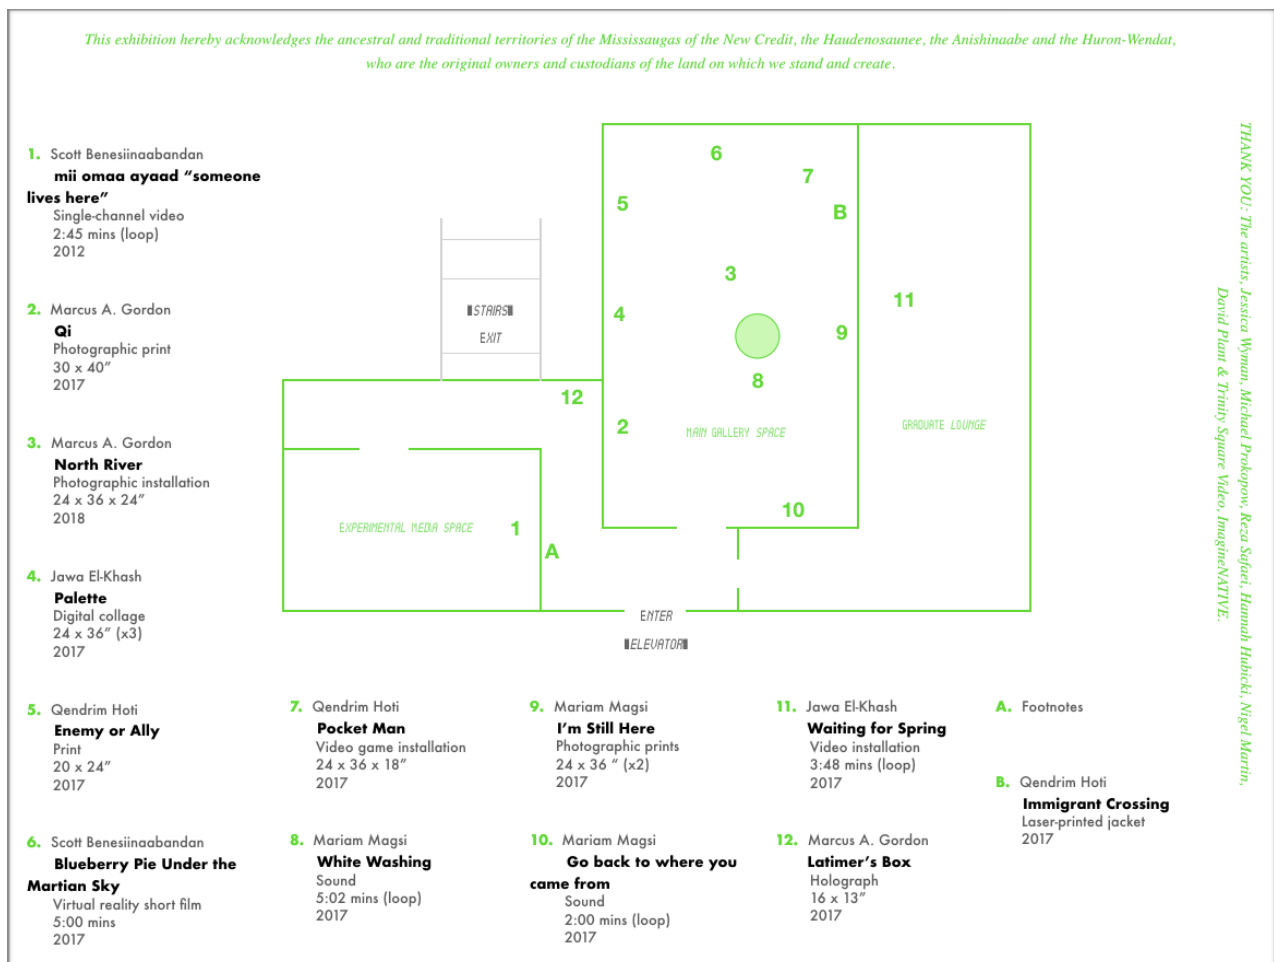 This exhibition hereby acknowledges the ancestral and traditional territories of the Mississaugas of the New Credit, the Haudenosaunee, the Anishinaabe and the Huron-Wendat,
who are the original owners and custodians of the land on which we stand and create.
1. Scott Benesiinaabandan
mii omaa ayaad “someone
lives here”
Single-channel video
2:45 mins (loop)
2012
2. Marcus A. Gordon
Qi
Photographic print
30 x 40”
2017
3. Marcus A. Gordon
North River
Photographic installation
24 x 36 x 24”
2018
4. Jawa El-Khash
Palette
Digital collage
24 x 36” (x3)
2017
5. Qendrim Hoti
Enemy or Ally
Print
20 x 24”
2017
6. Scott Benesiinaabandan
Blueberry Pie Under the
Martian Sky
Virtual reality short film
5:00 mins
2017
7. Qendrim Hoti
Pocket Man
Video game installation
24 x 36 x 18”
2017
8. Mariam Magsi
White Washing
Sound
5:02 mins (loop)
2017
9. Mariam Magsi
I’m Still Here
Photographic prints
24 x 36 “ (x2)
2017
10. Mariam Magsi
Go back to where you
came from
Sound
2:00 mins (loop)
2017
11. Jawa El-Khash
Waiting for Spring
Video installation
3:48 mins (loop)
2017
12. Marcus A. Gordon
Latimer’s Box
Holograph
16 x 13”
2017
A. Footnotes
B. Qendrim Hoti
Immigrant Crossing
Laser-printed jacket
2017
6
7
5
B
3
11
4
9
8
12
2
10
1
A
STAIRS
EXIT
MAIN GALLERY SPACE
GRADUATE LOUNGE
EXPERIMENTAL MEDIA SPACE
ENTER
ELEVATOR
THANK YOU: The artists, Jessica Wyman, Michael Prokopow, Reza Safaei, Hannah Hubicki, Nigel Martin,
David Plant & Trinity Square Video, ImagineNATIVE.